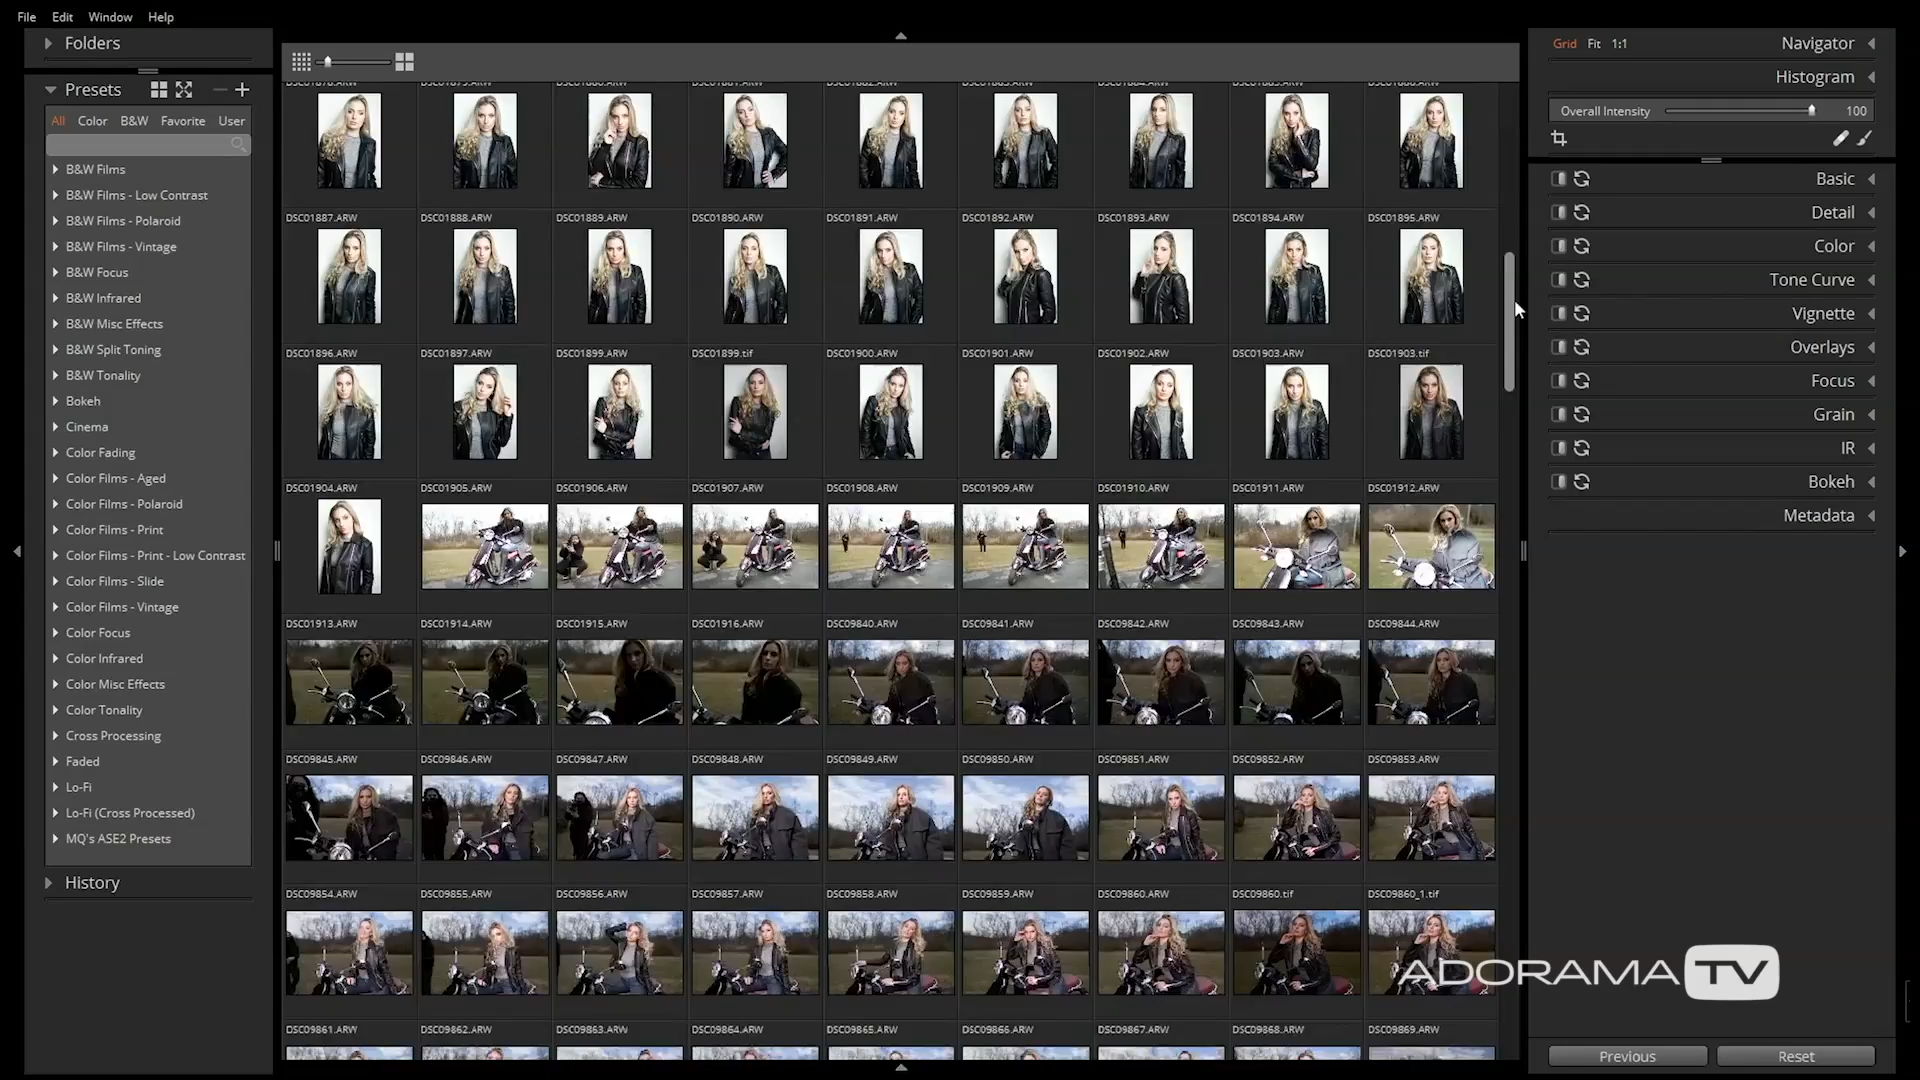 File Edit Window Help
Folders
Presets
All Color B&W Favorite User
B&W Films
B&W Films - Low Contrast
B&W Films - Polaroid
B&W Films - Vintage
B&W Focus
B&W Infrared
B&W Misc Effects
B&W Split Toning
B&W Tonality
Bokeh
Cinema
Color Fading
Color Films - Aged
Color Films - Polaroid
Color Films - Print
Color Films - Print - Low Contrast
Color Films - Slide
Color Films - Vintage
Color Focus
Color Infrared
Color Misc Effects
Color Tonality
Cross Processing
Faded
Lo-Fi
Lo-Fi (Cross Processed)
MQ's ASE2 Presets
History
DSC01887.ARW DSC01888.ARW DSC01889.ARW DSC01890.ARW DSC01891.ARW DSC01892.ARW DSC01893.ARW DSC01894.ARW DSC01895.ARW
DSC01896.ARW DSC01897.ARW DSC01899.ARW DSC01899.tif DSC01900.ARW DSC01901.ARW DSC01902.ARW DSC01903.ARW DSC01903.tif
DSC01904.ARW DSC01905.ARW DSC01906.ARW DSC01907.ARW DSC01908.ARW DSC01909.ARW DSC01910.ARW DSC01911.ARW DSC01912.ARW
DSC01913.ARW DSC01914.ARW DSC01915.ARW DSC01916.ARW DSC09840.ARW DSC09841.ARW DSC09842.ARW DSC09843.ARW DSC09844.ARW
DSC09845.ARW DSC09846.ARW DSC09847.ARW DSC09848.ARW DSC09849.ARW DSC09850.ARW DSC09851.ARW DSC09852.ARW DSC09853.ARW
DSC09854.ARW DSC09855.ARW DSC09856.ARW DSC09857.ARW DSC09858.ARW DSC09859.ARW DSC09860.ARW DSC09860.tif DSC09860_1.tif
DSC09861.ARW DSC09862.ARW DSC09863.ARW DSC09864.ARW DSC09865.ARW DSC09866.ARW DSC09867.ARW DSC09868.ARW DSC09869.ARW
Grid Fit 1:1 Navigator
Histogram
Overall Intensity 100
Basic
Detail
Color
Tone Curve
Vignette
Overlays
Focus
Grain
IR
Bokeh
Metadata
ADORAMA TV
Previous Reset